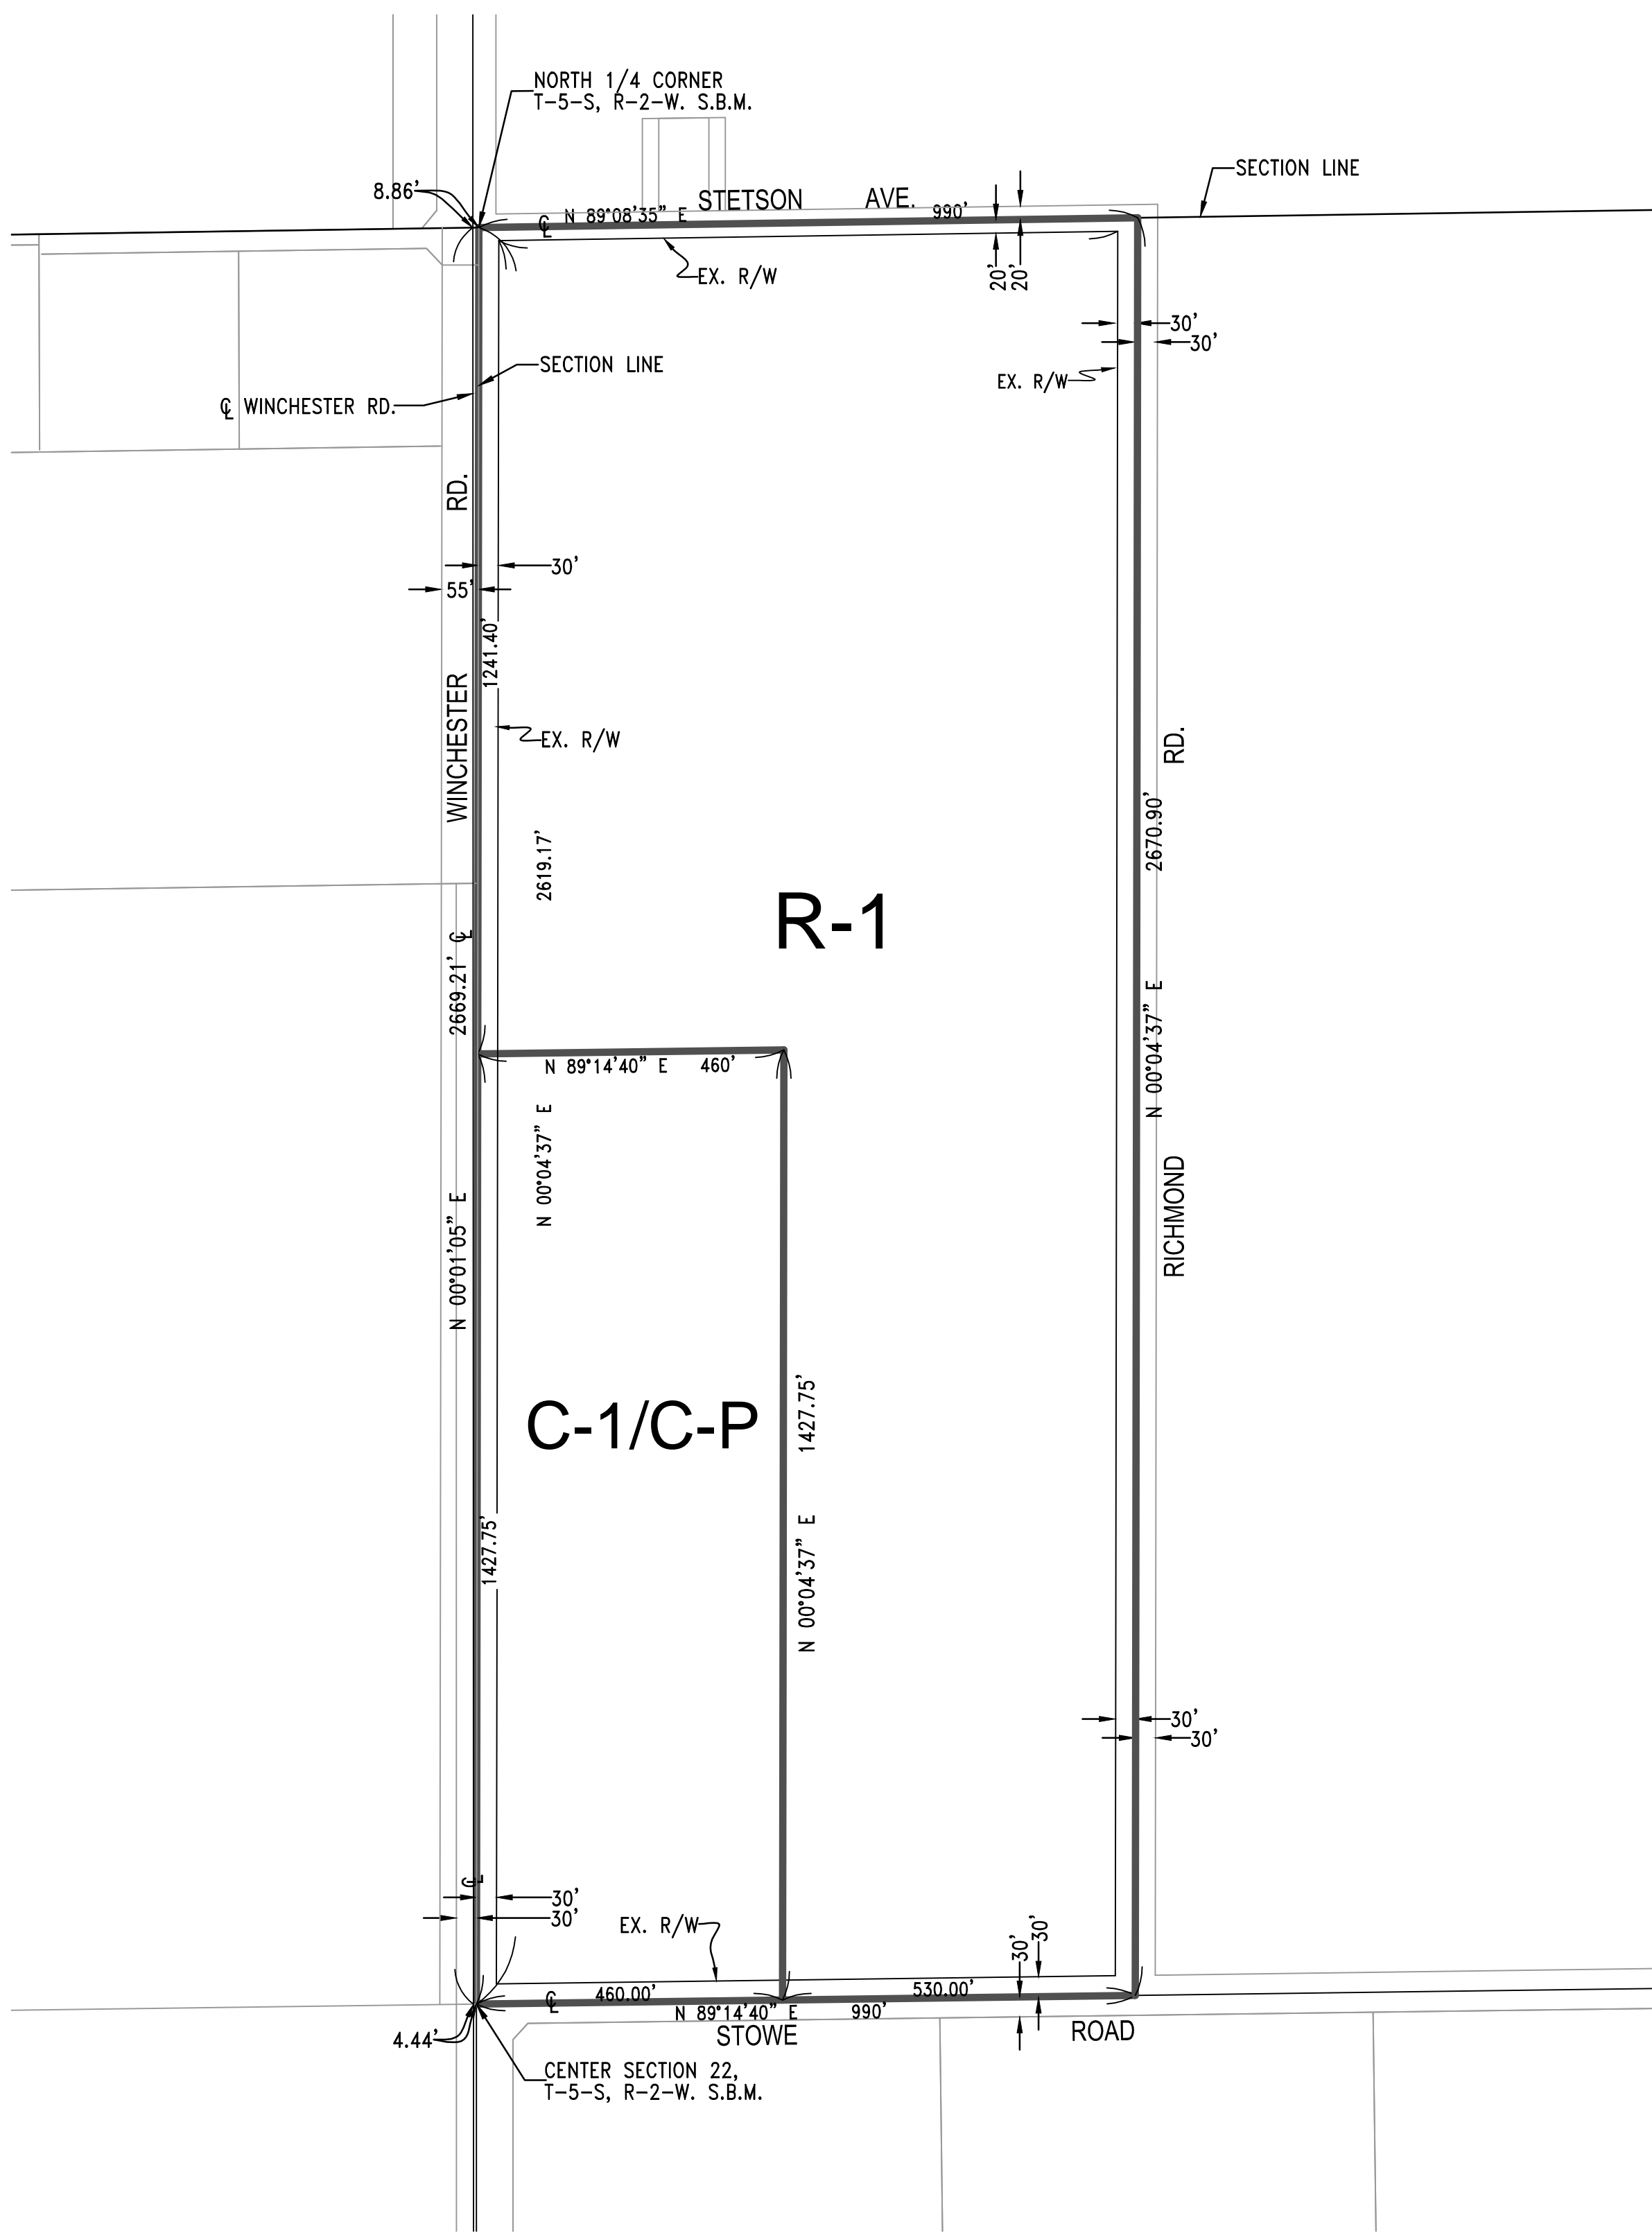 NORTH 1/4 CORNER
T-5-S, R-2-W. S.B.M.
SECTION LINE
8.86'
STETSON AVE.
℄ N 89°08'35" E 990'
EX. R/W
20'
20'
30'
30'
SECTION LINE
EX. R/W
℄ WINCHESTER RD.
WINCHESTER RD.
30'
55'
1241.40'
EX. R/W
RICHMOND RD.
2619.17'
N 00°04'37" E
2670.90'
N 00°04'37" E
R-1
2669.21' ℄
N 00°01'05" E
N 89°14'40" E 460'
1427.75'
N 00°04'37" E
C-1/C-P
1427.75'
30'
30'
℄
30'
30'
EX. R/W
30'
30'
℄ 460.00' 530.00'
N 89°14'40" E 990'
STOWE ROAD
4.44'
CENTER SECTION 22,
T-5-S, R-2-W. S.B.M.